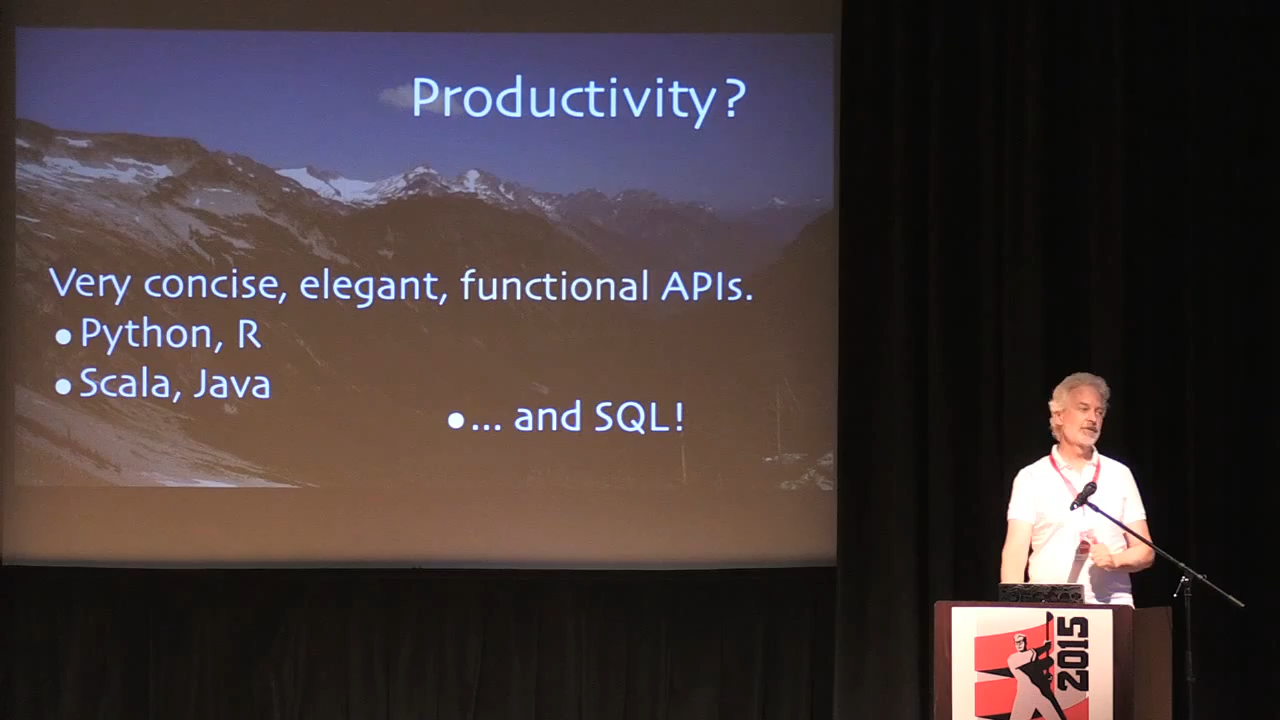 Productivity?
Very concise, elegant, functional APIs.
•Python, R
•Scala, Java
•... and SQL!
2015